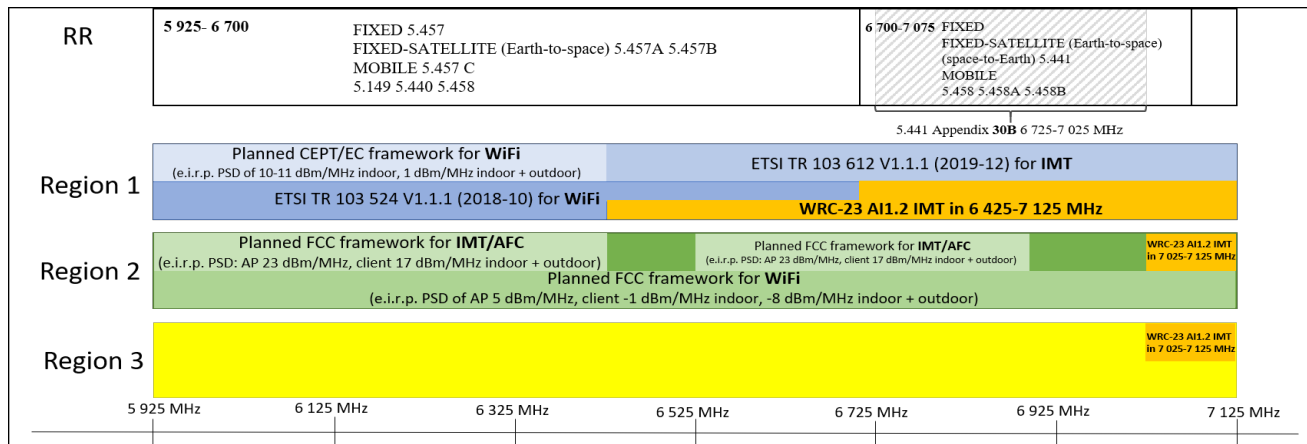 RR
5 925- 6 700
FIXED 5.457
FIXED-SATELLITE (Earth-to-space) 5.457A 5.457B
MOBILE 5.457 C
5.149 5.440 5.458
6 700-7 075 FIXED
FIXED-SATELLITE (Earth-to-space)
(space-to-Earth) 5.441
MOBILE
5.458 5.458A 5.458B
5.441 Appendix 30B 6 725-7 025 MHz
Region 1
Planned CEPT/EC framework for WiFi
(e.i.r.p. PSD of 10-11 dBm/MHz indoor, 1 dBm/MHz indoor + outdoor)
ETSI TR 103 612 V1.1.1 (2019-12) for IMT
ETSI TR 103 524 V1.1.1 (2018-10) for WiFi
WRC-23 AI1.2 IMT in 6 425-7 125 MHz
Region 2
Planned FCC framework for IMT/AFC
(e.i.r.p. PSD: AP 23 dBm/MHz, client 17 dBm/MHz indoor + outdoor)
Planned FCC framework for IMT/AFC
(e.i.r.p. PSD: AP 23 dBm/MHz, client 17 dBm/MHz indoor + outdoor)
WRC-23 AI1.2 IMT
in 7 025-7 125 MHz
Planned FCC framework for WiFi
(e.i.r.p. PSD of AP 5 dBm/MHz, client -1 dBm/MHz indoor, -8 dBm/MHz indoor + outdoor)
Region 3
WRC-23 AI1.2 IMT
in 7 025-7 125 MHz
5 925 MHz
6 125 MHz
6 325 MHz
6 525 MHz
6 725 MHz
6 925 MHz
7 125 MHz